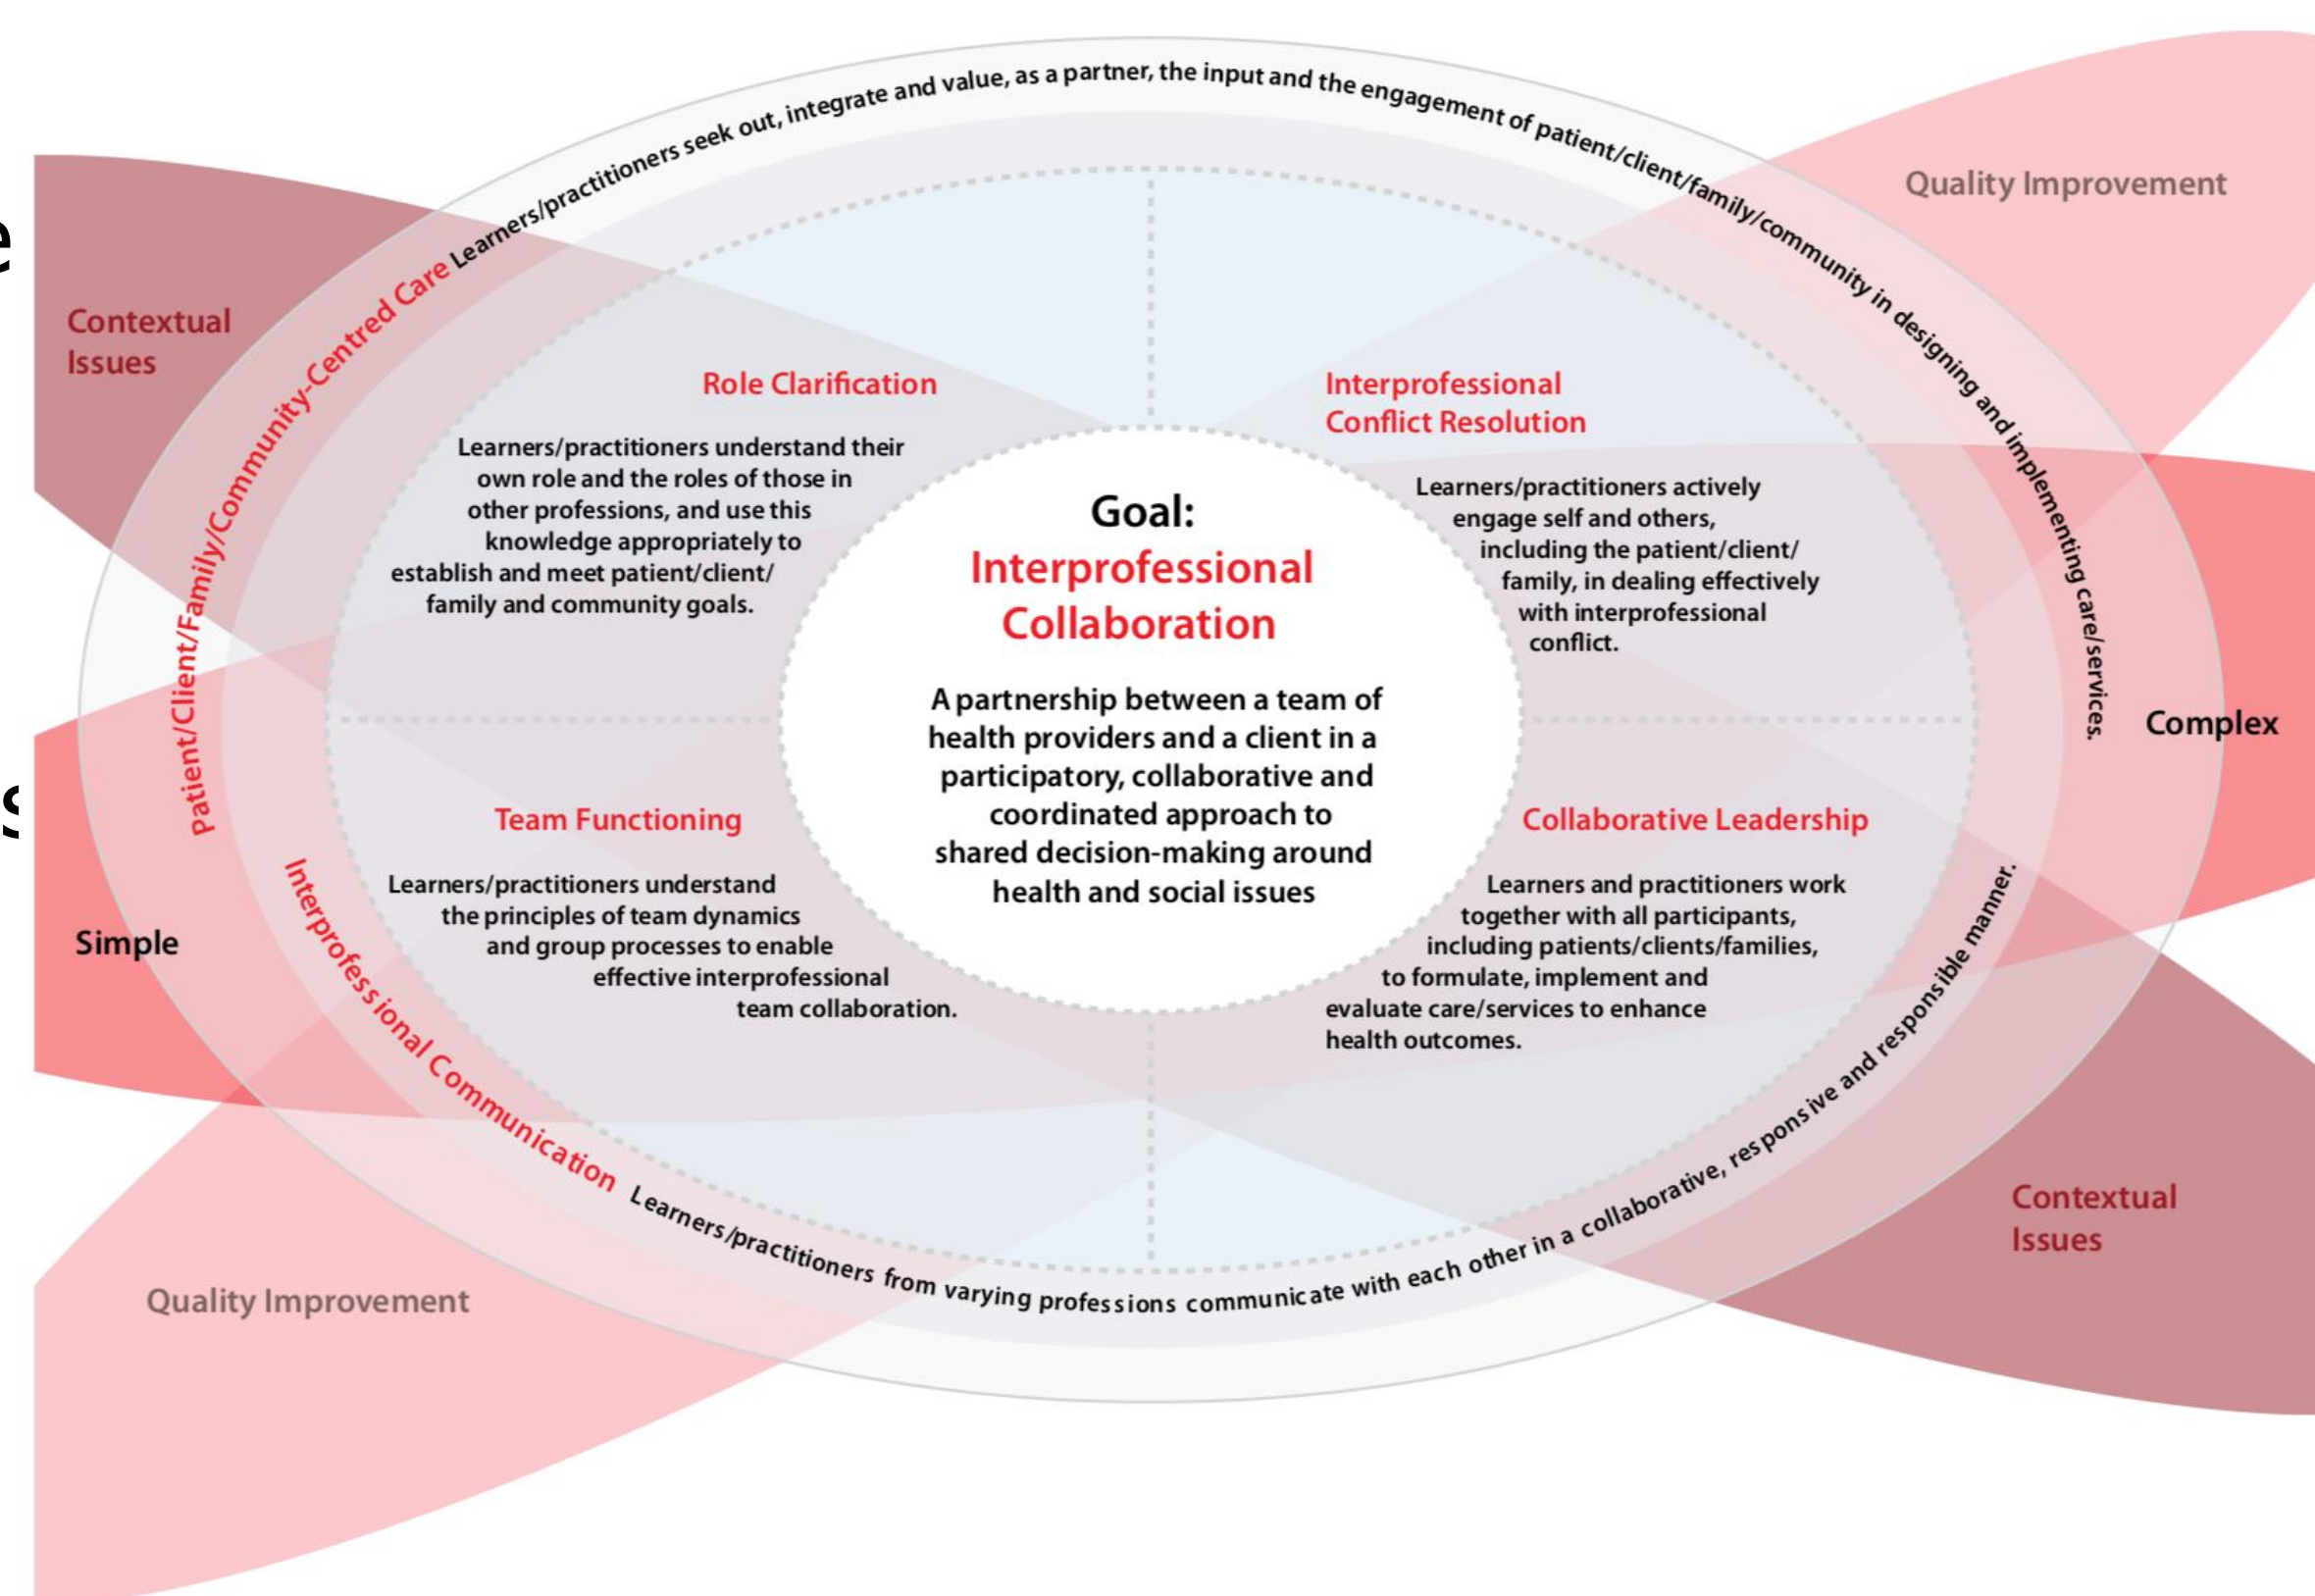 Patient/Client/Family/Community-Centred Care Learners/practitioners seek out, integrate and value, as a partner, the input and the engagement of patient/client/family/community in designing and implementing care/services.
Quality Improvement
Contextual
Issues
Role Clarification
Learners/practitioners understand their
own role and the roles of those in
other professions, and use this
knowledge appropriately to
establish and meet patient/client/
family and community goals.
Interprofessional
Conflict Resolution
Learners/practitioners actively
engage self and others,
including the patient/client/
family, in dealing effectively
with interprofessional
conflict.
Goal:
Interprofessional
Collaboration
A partnership between a team of
health providers and a client in a
participatory, collaborative and
coordinated approach to
shared decision-making around
health and social issues
Complex
Simple
Team Functioning
Learners/practitioners understand
the principles of team dynamics
and group processes to enable
effective interprofessional
team collaboration.
Collaborative Leadership
Learners and practitioners work
together with all participants,
including patients/clients/families,
to formulate, implement and
evaluate care/services to enhance
health outcomes.
Interprofessional Communication Learners/practitioners from varying professions communicate with each other in a collaborative, responsive and responsible manner.
Contextual
Issues
Quality Improvement